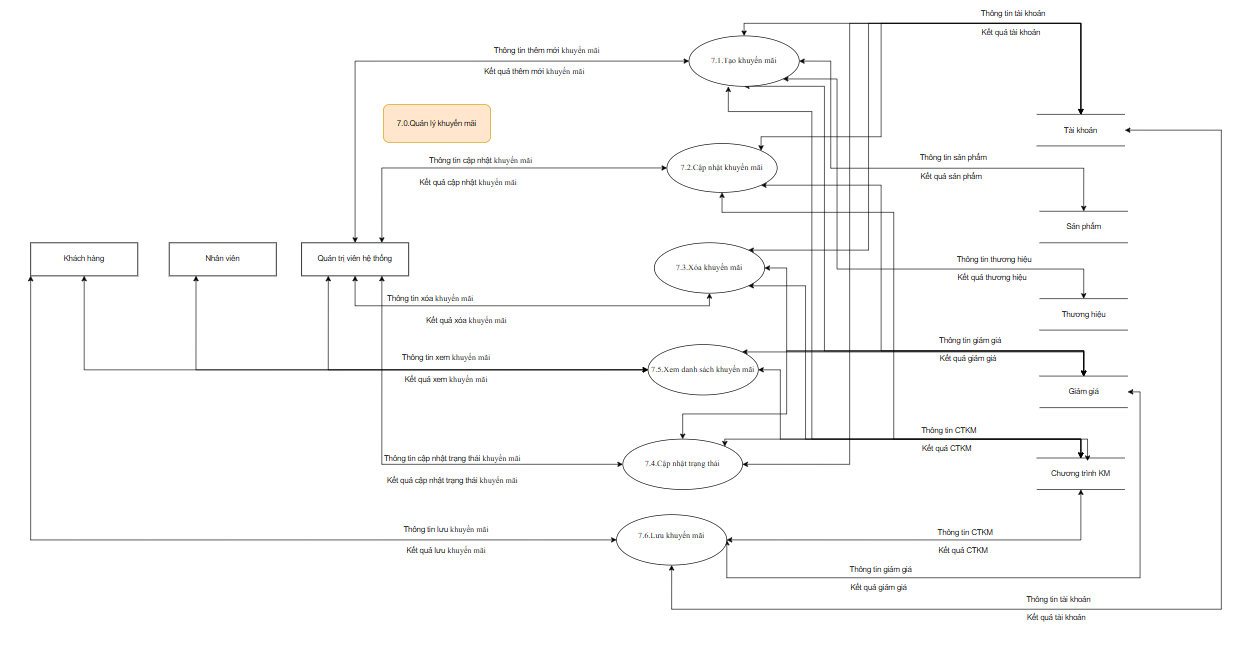 Thông tin tài khoản
Kết quả tài khoản
Thông tin thêm mới khuyến mãi
Kết quả thêm mới khuyến mãi
7.1.Tạo khuyến mãi
7.0.Quản lý khuyến mãi
Tài khoản
Thông tin cập nhật khuyến mãi
Kết quả cập nhật khuyến mãi
7.2.Cập nhật khuyến mãi
Thông tin sản phẩm
Kết quả sản phẩm
Sản phẩm
Khách hàng
Nhân viên
Quản trị viên hệ thống
7.3.Xóa khuyến mãi
Thông tin thương hiệu
Kết quả thương hiệu
Thông tin xóa khuyến mãi
Kết quả xóa khuyến mãi
Thương hiệu
Thông tin xem khuyến mãi
Kết quả xem khuyến mãi
7.5.Xem danh sách khuyến mãi
Thông tin giảm giá
Kết quả giảm giá
Giảm giá
Thông tin cập nhật trạng thái khuyến mãi
Kết quả cập nhật trạng thái khuyến mãi
7.4.Cập nhật trạng thái
Thông tin CTKM
Kết quả CTKM
Chương trình KM
Thông tin lưu khuyến mãi
Kết quả lưu khuyến mãi
7.6.Lưu khuyến mãi
Thông tin CTKM
Kết quả CTKM
Thông tin giảm giá
Kết quả giảm giá
Thông tin tài khoản
Kết quả tài khoản